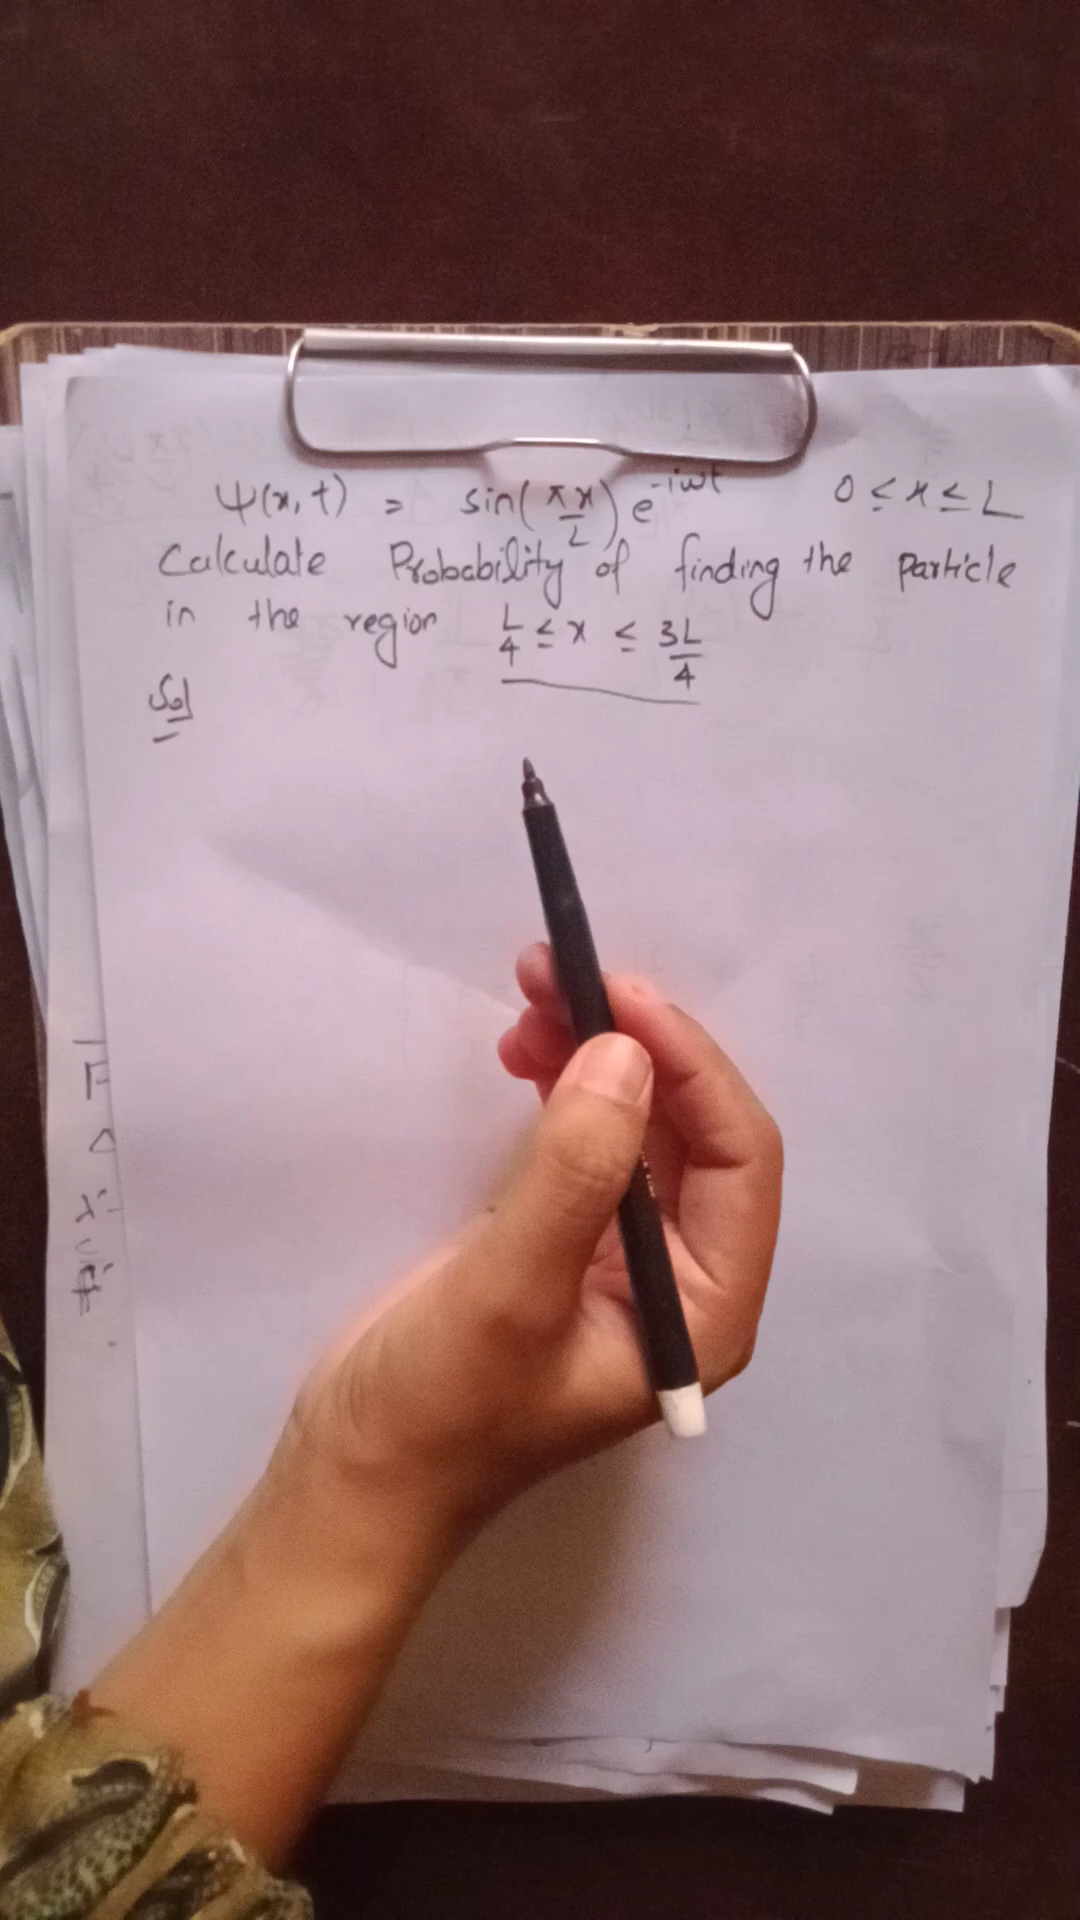 ψ(x,t) = sin(πx/L) e^-iωt 0 ≤ x ≤ L
Calculate Probability of finding the particle
in the region L/4 ≤ x ≤ 3L/4
Sol